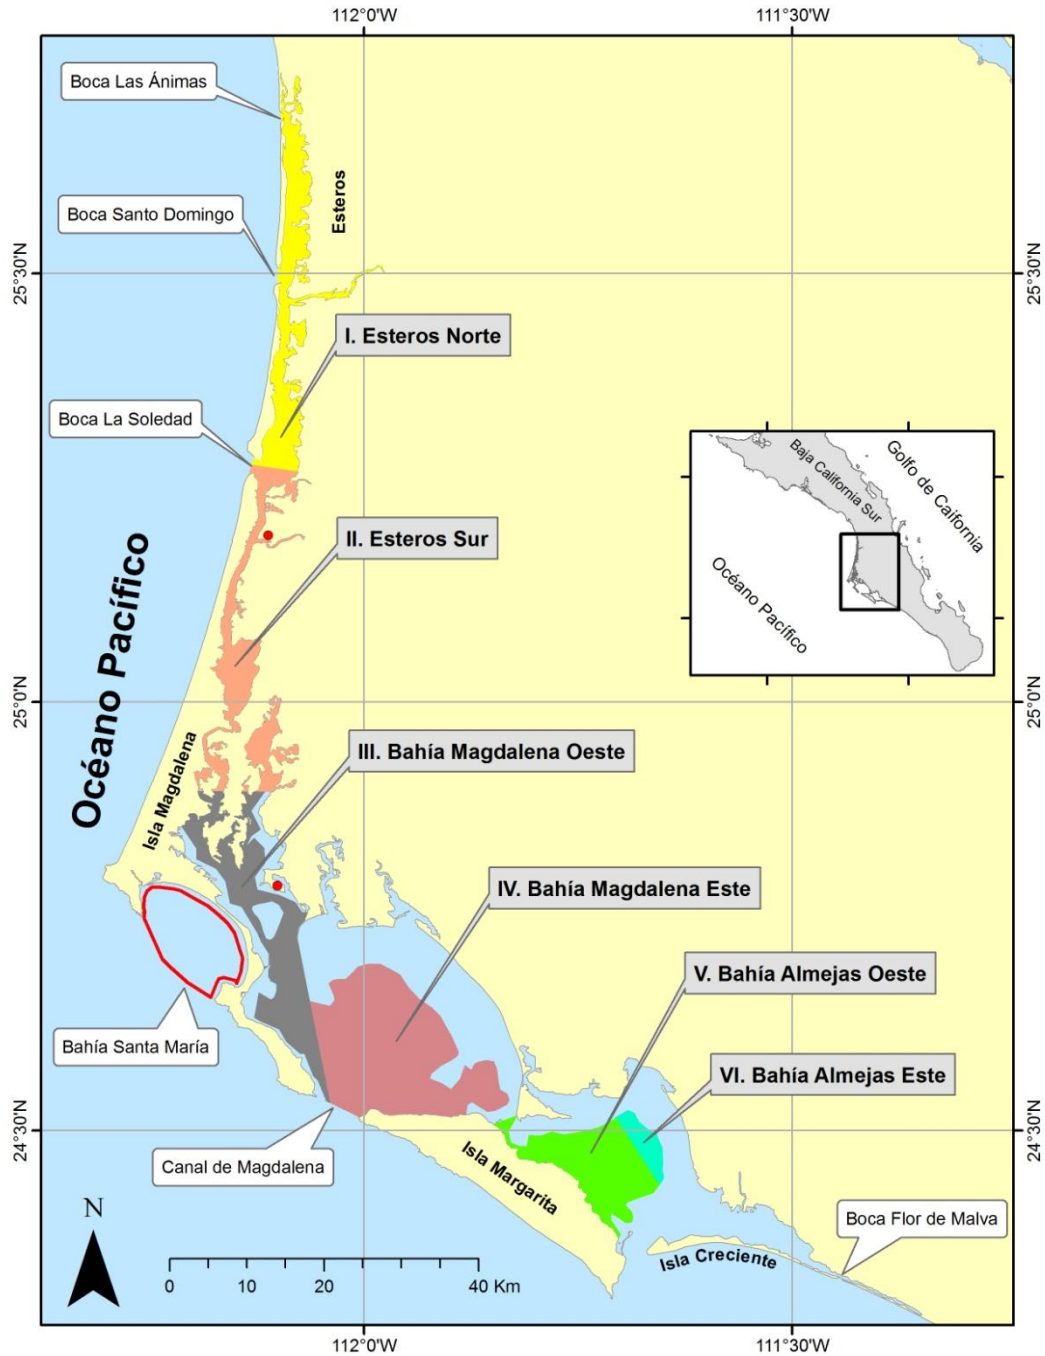 112°0'W
111°30'W
Boca Las Ánimas
Esteros
Boca Santo Domingo
25°30'N
25°30'N
I. Esteros Norte
Boca La Soledad
Baja California Sur
Golfo de Caifornia
Océano Pacífico
II. Esteros Sur
Océano Pacífico
25°0'N
25°0'N
III. Bahía Magdalena Oeste
Isla Magdalena
IV. Bahía Magdalena Este
V. Bahía Almejas Oeste
Bahía Santa María
VI. Bahía Almejas Este
24°30'N
24°30'N
Canal de Magdalena
Isla Margarita
N
Boca Flor de Malva
Isla Creciente
0 10 20 40 Km
112°0'W
111°30'W